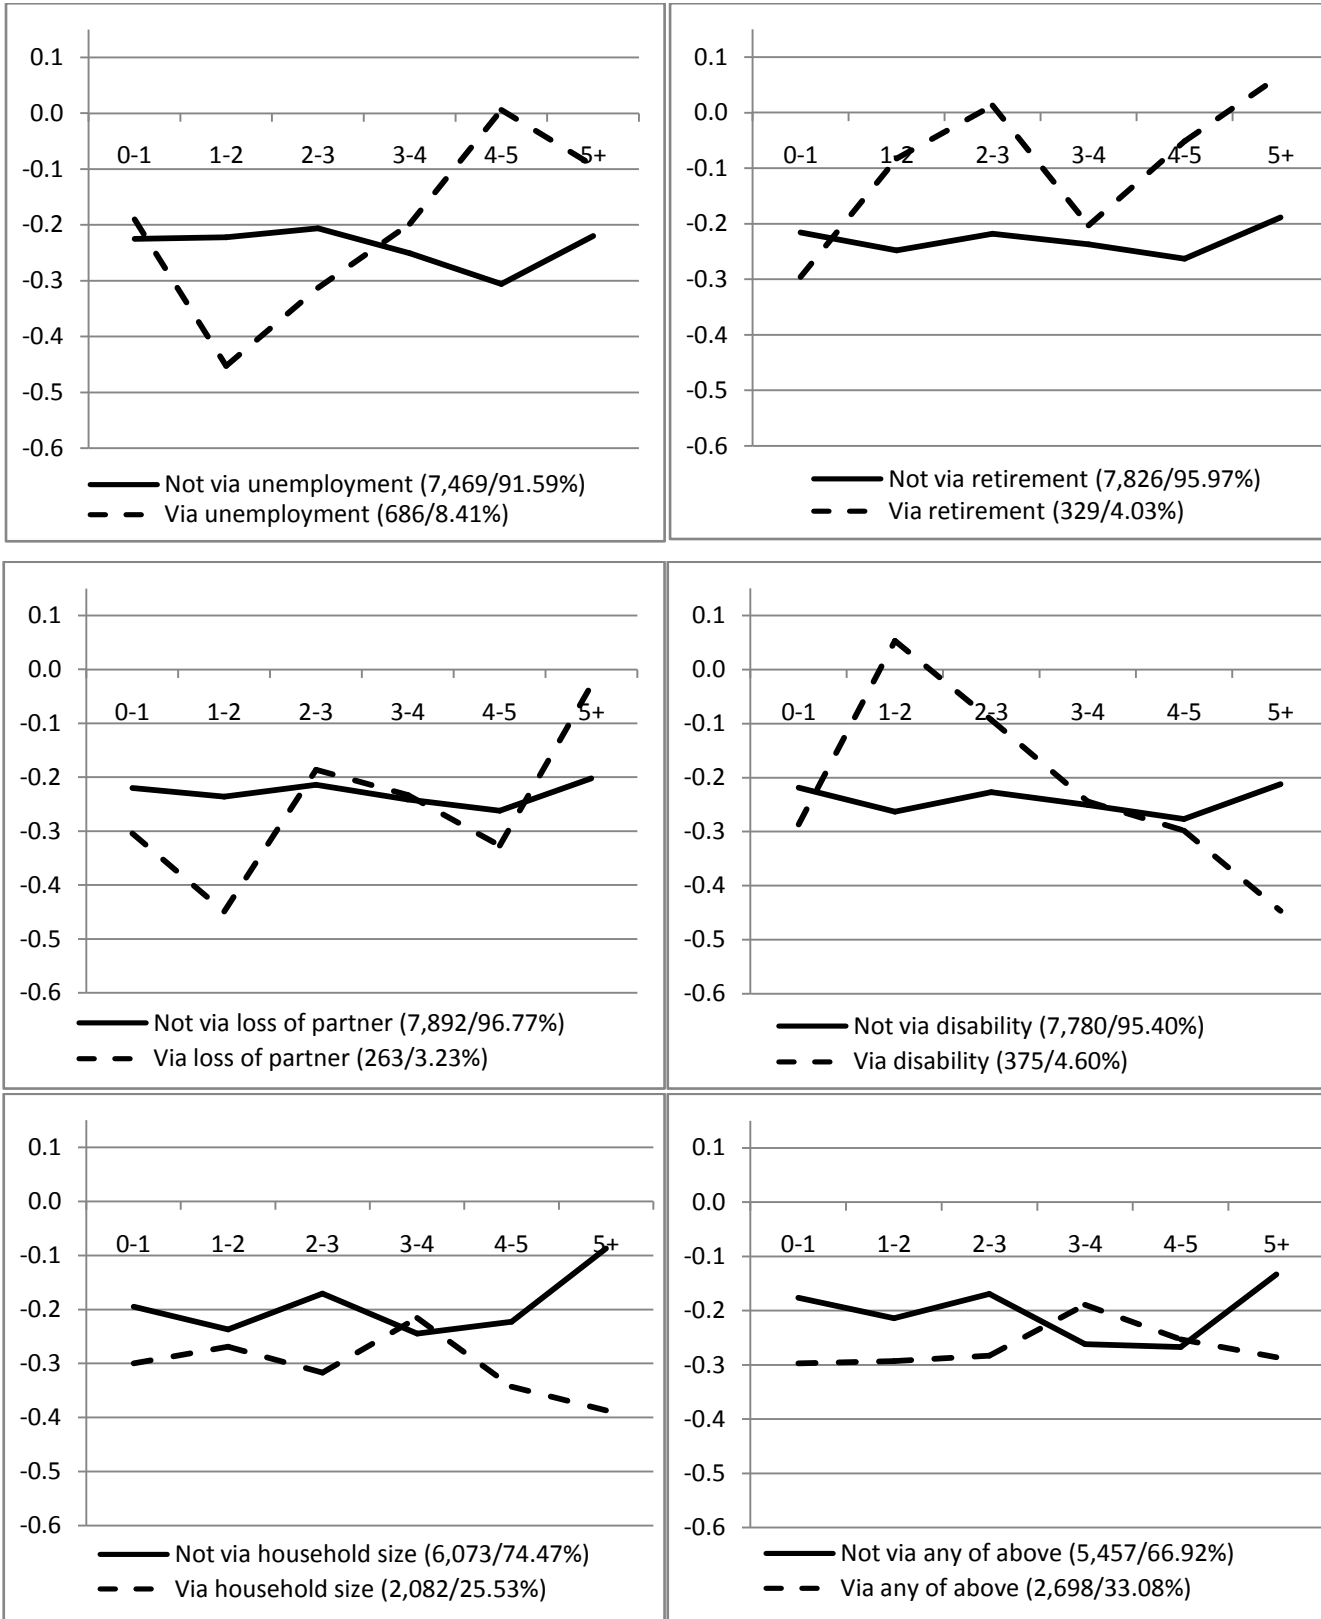 0.1
0.0
-0.1
-0.2
-0.3
-0.4
-0.5
-0.6
0-1 1-2 2-3 3-4 4-5 5+
Not via unemployment (7,469/91.59%)
Via unemployment (686/8.41%)
0.1
0.0
-0.1
-0.2
-0.3
-0.4
-0.5
-0.6
0-1 1-2 2-3 3-4 4-5 5+
Not via retirement (7,826/95.97%)
Via retirement (329/4.03%)
0.1
0.0
-0.1
-0.2
-0.3
-0.4
-0.5
-0.6
0-1 1-2 2-3 3-4 4-5 5+
Not via loss of partner (7,892/96.77%)
Via loss of partner (263/3.23%)
0.1
0.0
-0.1
-0.2
-0.3
-0.4
-0.5
-0.6
0-1 1-2 2-3 3-4 4-5 5+
Not via disability (7,780/95.40%)
Via disability (375/4.60%)
0.1
0.0
-0.1
-0.2
-0.3
-0.4
-0.5
-0.6
0-1 1-2 2-3 3-4 4-5 5+
Not via household size (6,073/74.47%)
Via household size (2,082/25.53%)
0.1
0.0
-0.1
-0.2
-0.3
-0.4
-0.5
-0.6
0-1 1-2 2-3 3-4 4-5 5+
Not via any of above (5,457/66.92%)
Via any of above (2,698/33.08%)